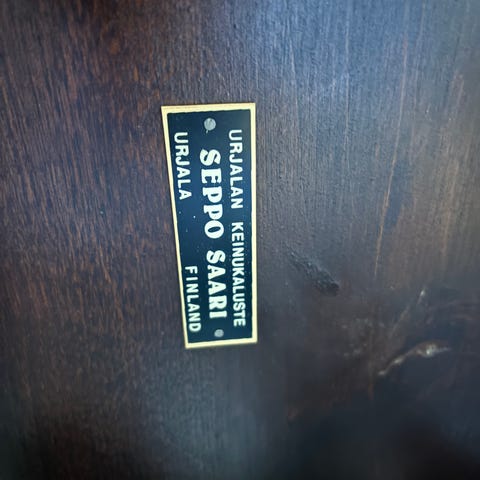 URJALAN KEINUKALUSTE
SEPPO SAARI
URJALA FINLAND